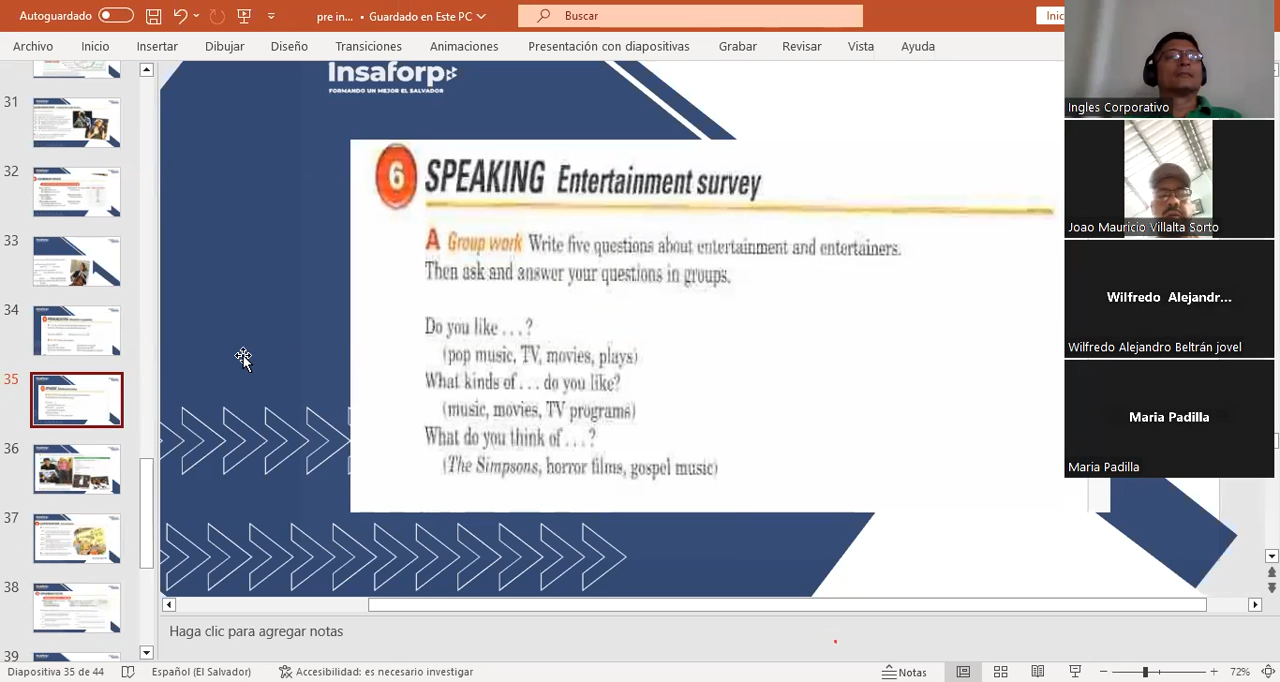 Autoguardado
pre in... • Guardado en Este PC
Buscar
Inic
Archivo Inicio Insertar Dibujar Diseño Transiciones Animaciones Presentación con diapositivas Grabar Revisar Vista Ayuda
31
32
33
34
35
36
37
38
39
Insaforp
FORMANDO UN MEJOR EL SALVADOR
6 SPEAKING Entertainment survey
A Group work Write five questions about entertainment and entertainers.
Then ask and answer your questions in groups.
Do you like . . . ?
(pop music, TV, movies, plays)
What kinds of . . . do you like?
(music, movies, TV programs)
What do you think of . . . ?
(The Simpsons, horror films, gospel music)
Ingles Corporativo
Joao Mauricio Villalta Sorto
Wilfredo Alejandr...
Wilfredo Alejandro Beltrán jovel
Maria Padilla
Maria Padilla
Haga clic para agregar notas
Diapositiva 35 de 44 Español (El Salvador) Accesibilidad: es necesario investigar Notas 72%